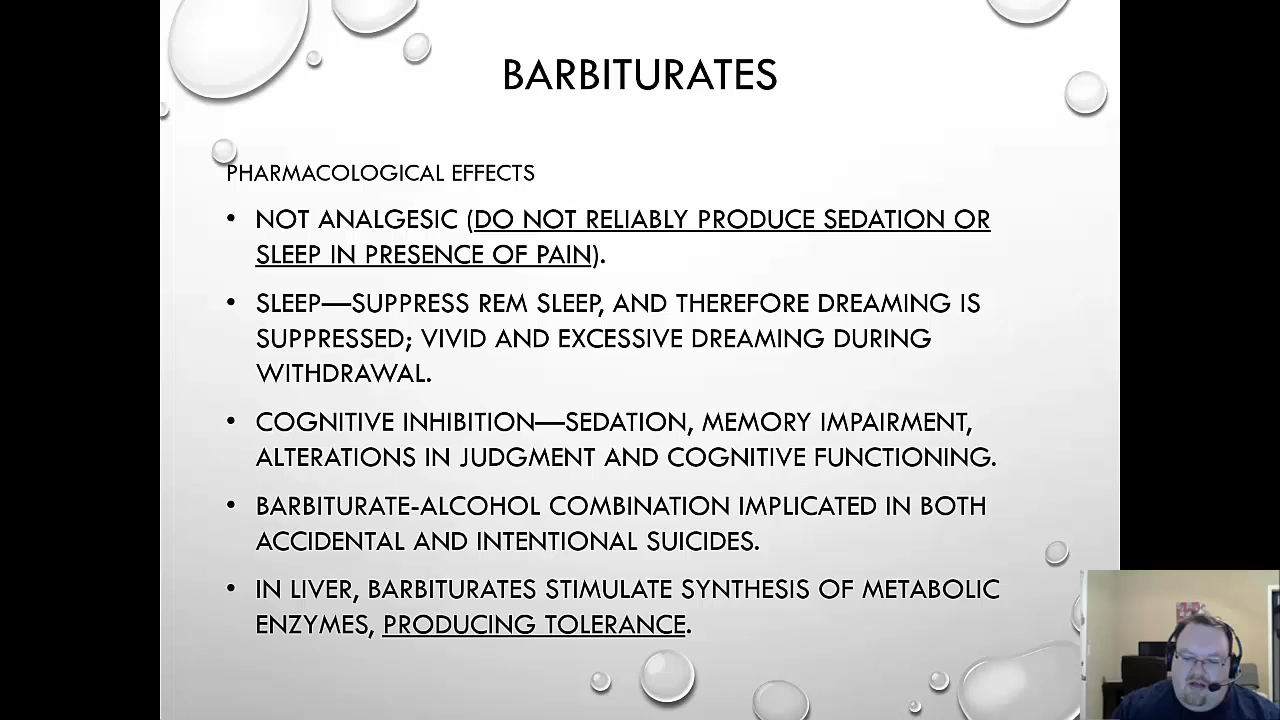 BARBITURATES
PHARMACOLOGICAL EFFECTS
• NOT ANALGESIC (DO NOT RELIABLY PRODUCE SEDATION OR
SLEEP IN PRESENCE OF PAIN).
• SLEEP—SUPPRESS REM SLEEP, AND THEREFORE DREAMING IS
SUPPRESSED; VIVID AND EXCESSIVE DREAMING DURING
WITHDRAWAL.
• COGNITIVE INHIBITION—SEDATION, MEMORY IMPAIRMENT,
ALTERATIONS IN JUDGMENT AND COGNITIVE FUNCTIONING.
• BARBITURATE-ALCOHOL COMBINATION IMPLICATED IN BOTH
ACCIDENTAL AND INTENTIONAL SUICIDES.
• IN LIVER, BARBITURATES STIMULATE SYNTHESIS OF METABOLIC
ENZYMES, PRODUCING TOLERANCE.